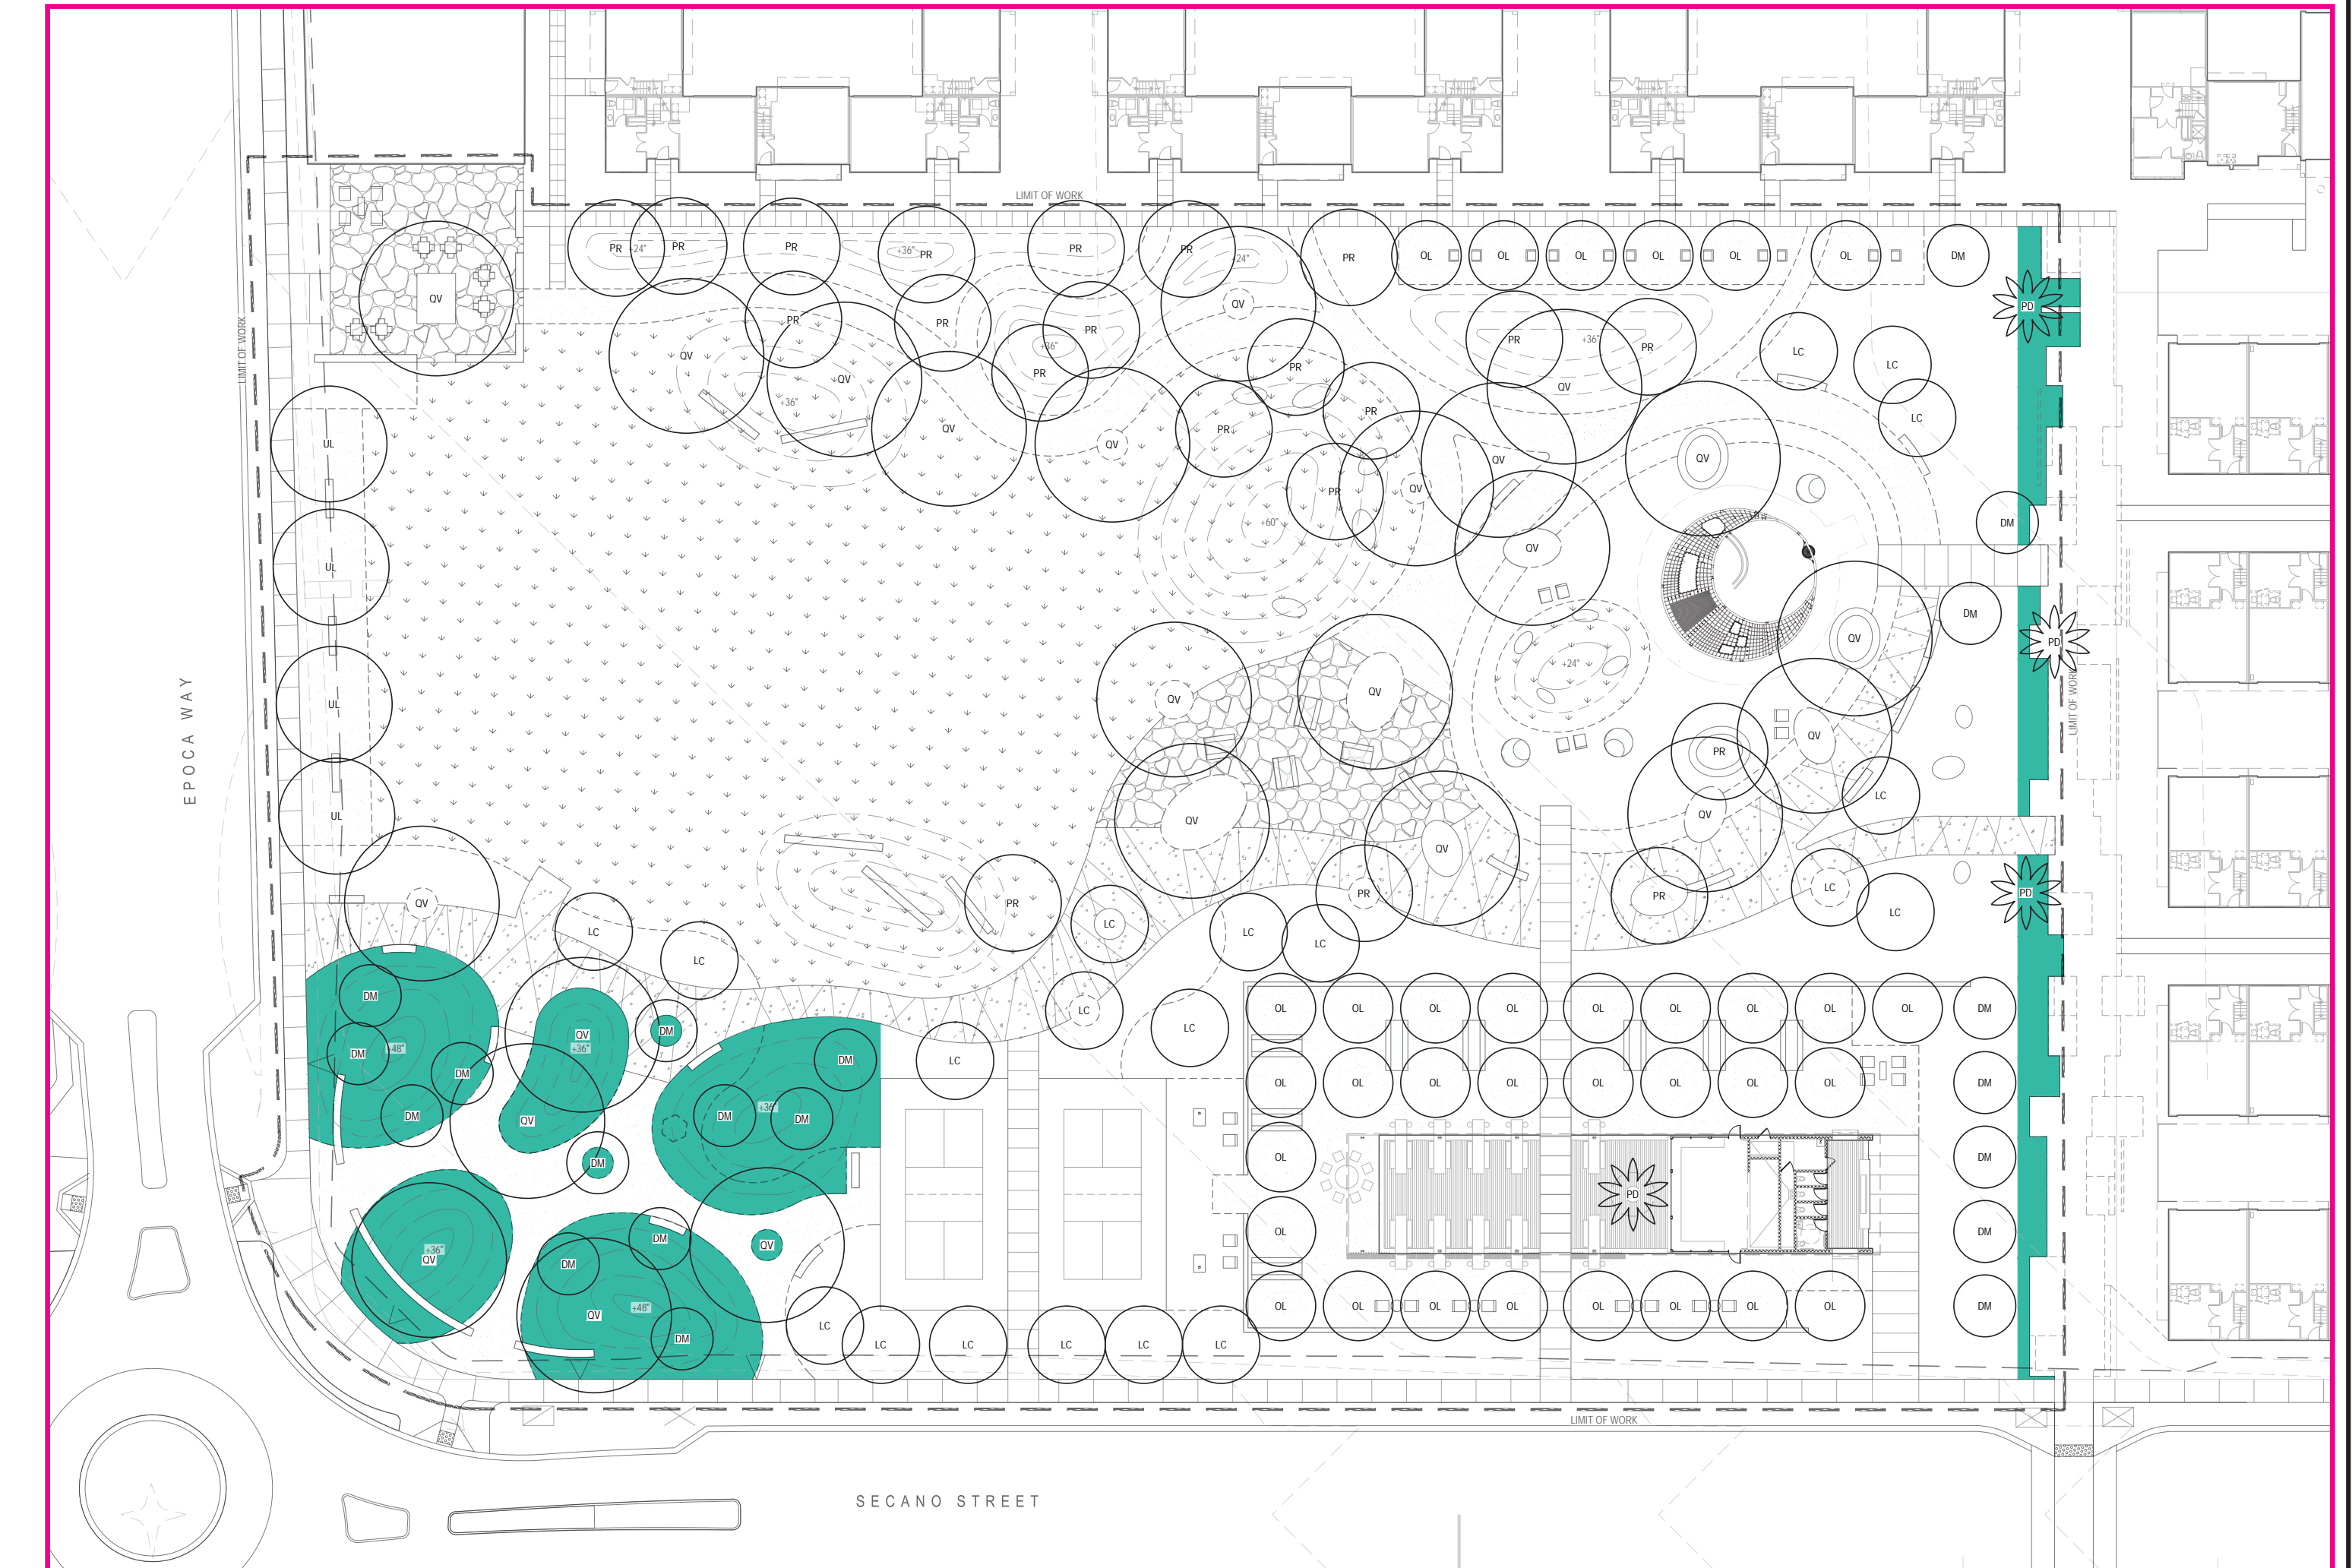 LIMIT OF WORK
PR
+24"
PR
PR
+36"
PR
PR
PR
+24"
PR
OL
OL
OL
OL
OL
OL
DM
QV
QV
PD
LIMIT OF WORK
PR
PR
PR
+36"
PR
QV
QV
+36"
PR
PR
+36"
PR
QV
LC
LC
LC
UL
QV
QV
PR
PR
QV
QV
PR
QV
+60"
DM
UL
QV
DM
QV
PD
+24"
LIMIT OF WORK
EPOCA WAY
UL
QV
QV
QV
PR
LC
UL
QV
QV
QV
PR
PR
LC
LC
PD
QV
LC
LC
PR
LC
LC
LC
DM
LC
LC
OL
OL
OL
OL
OL
OL
OL
OL
OL
DM
DM
+48"
DM
QV
+36"
DM
DM
LC
OL
OL
OL
OL
OL
OL
OL
OL
DM
DM
QV
DM
+36"
DM
OL
DM
DM
PD
+36"
QV
DM
DM
QV
OL
DM
QV
+48"
DM
LC
LC
LC
LC
LC
LC
OL
OL
OL
OL
OL
OL
OL
OL
DM
LIMIT OF WORK
SECANO STREET